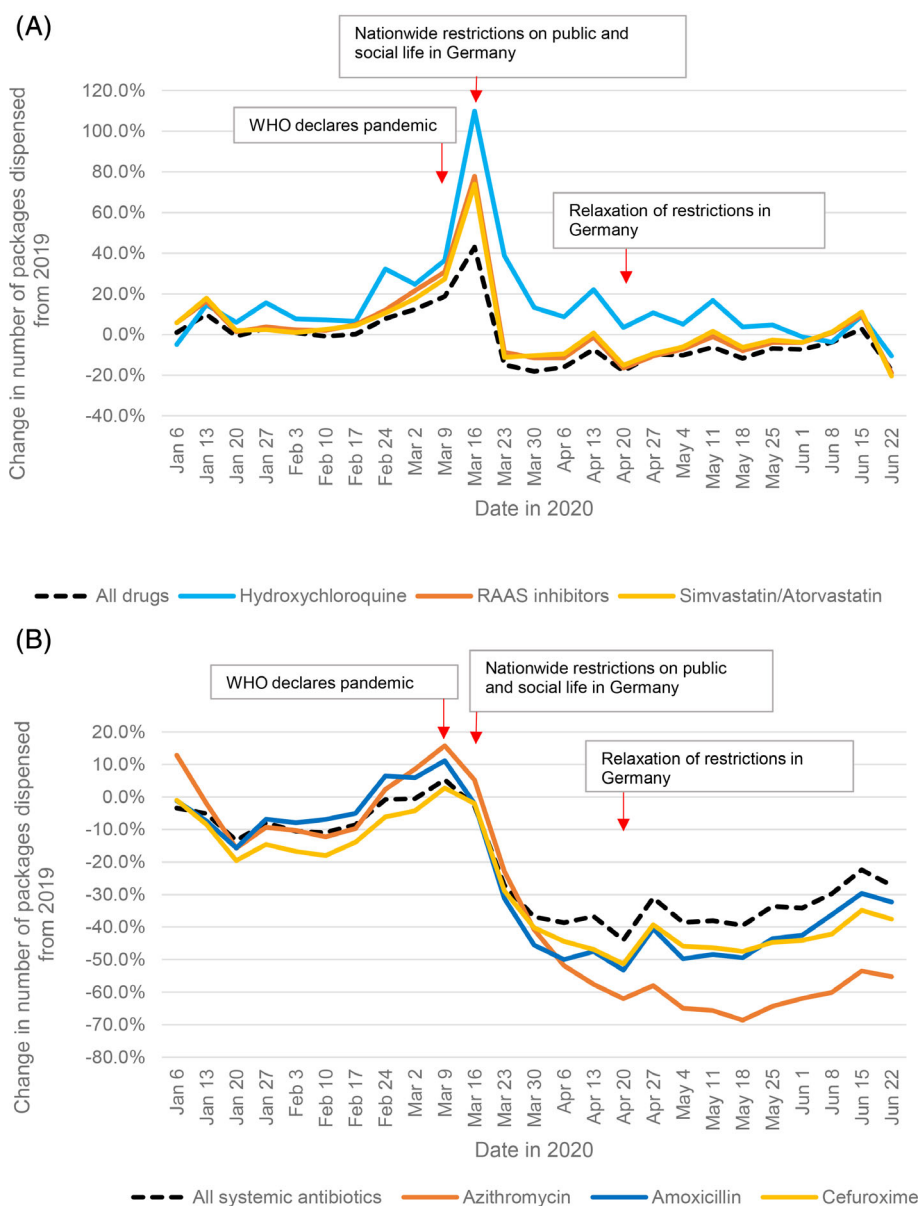 (A)
Nationwide restrictions on public and
social life in Germany
WHO declares pandemic
Relaxation of restrictions in
Germany
Change in number of packages dispensed
from 2019
120.0%
100.0%
80.0%
60.0%
40.0%
20.0%
0.0%
-20.0%
-40.0%
Jan 6
Jan 13
Jan 20
Jan 27
Feb 3
Feb 10
Feb 17
Feb 24
Mar 2
Mar 9
Mar 16
Mar 23
Mar 30
Apr 6
Apr 13
Apr 20
Apr 27
May 4
May 11
May 18
May 25
Jun 1
Jun 8
Jun 15
Jun 22
Date in 2020
All drugs Hydroxychloroquine RAAS inhibitors Simvastatin/Atorvastatin
(B)
WHO declares pandemic
Nationwide restrictions on public
and social life in Germany
Relaxation of restrictions in
Germany
Change in number of packages dispensed
from 2019
20.0%
10.0%
0.0%
-10.0%
-20.0%
-30.0%
-40.0%
-50.0%
-60.0%
-70.0%
-80.0%
Jan 6
Jan 13
Jan 20
Jan 27
Feb 3
Feb 10
Feb 17
Feb 24
Mar 2
Mar 9
Mar 16
Mar 23
Mar 30
Apr 6
Apr 13
Apr 20
Apr 27
May 4
May 11
May 18
May 25
Jun 1
Jun 8
Jun 15
Jun 22
Date in 2020
All systemic antibiotics Azithromycin Amoxicillin Cefuroxime